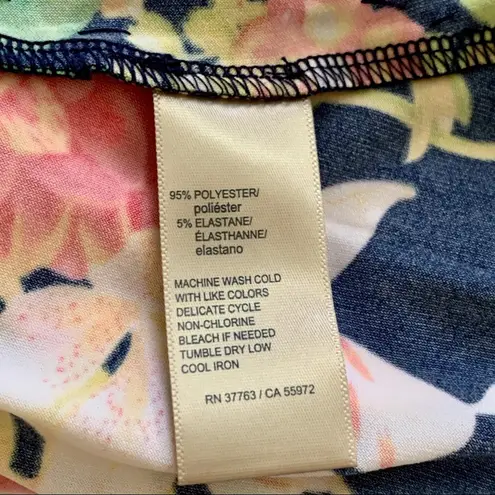 95% POLYESTER/
poliéster
5% ELASTANE/
ÉLASTHANNE/
elastano
MACHINE WASH COLD
WITH LIKE COLORS
DELICATE CYCLE
NON-CHLORINE
BLEACH IF NEEDED
TUMBLE DRY LOW
COOL IRON
RN 37763 / CA 55972